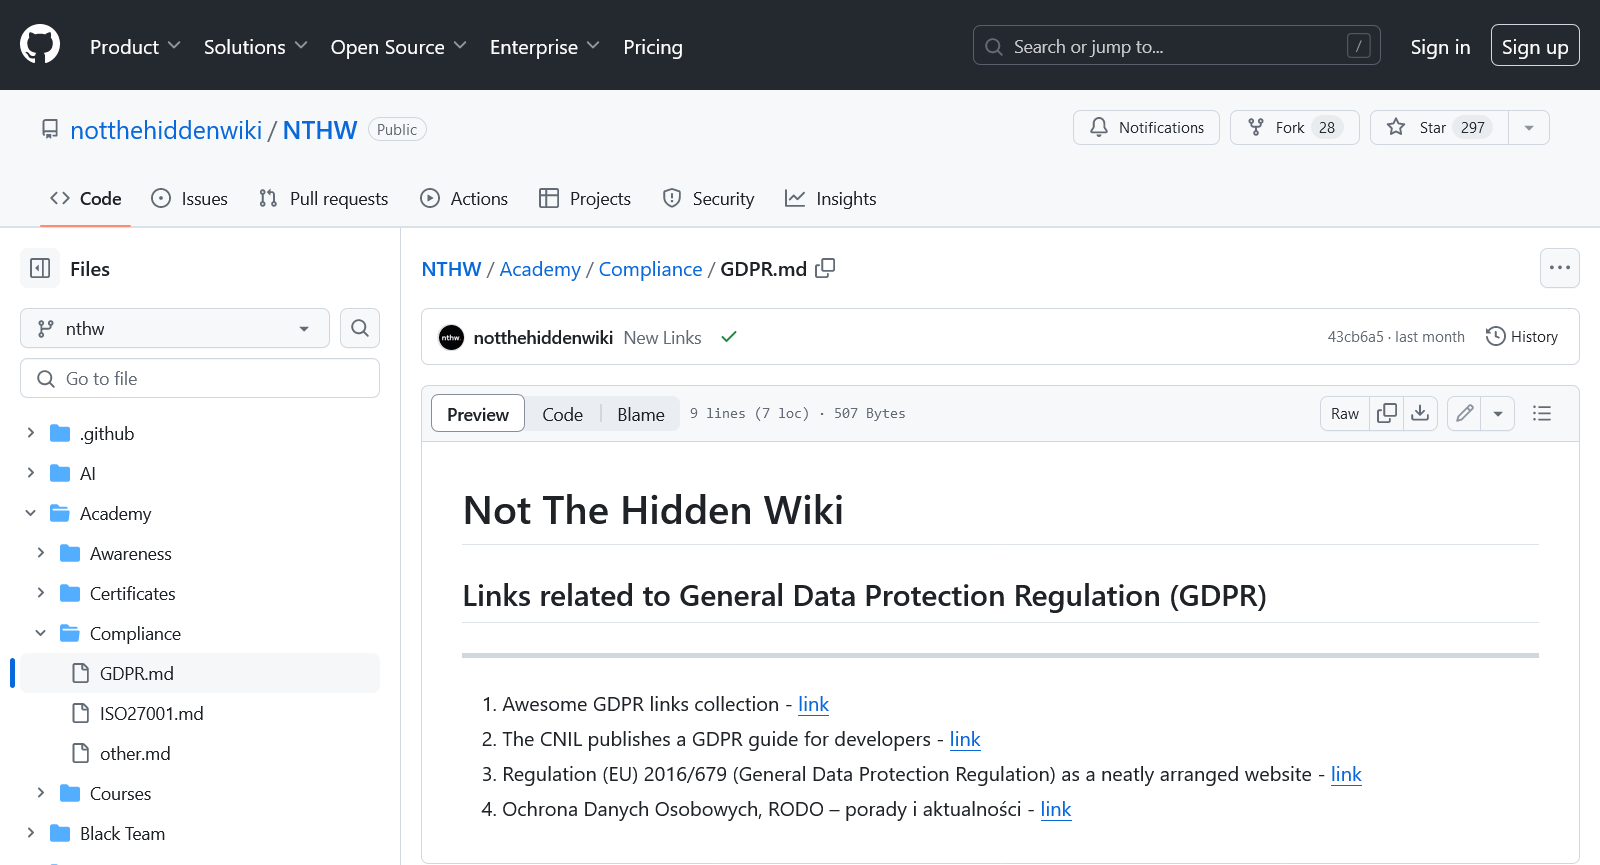 Product Solutions Open Source Enterprise Pricing Search or jump to... / Sign in Sign up
notthehiddenwiki / NTHW Public Notifications Fork 28 Star 297
Code Issues Pull requests Actions Projects Security Insights
Files
nthw
Go to file
.github
AI
Academy
Awareness
Certificates
Compliance
GDPR.md
ISO27001.md
other.md
Courses
Black Team
NTHW / Academy / Compliance / GDPR.md
nthw notthehiddenwiki New Links 43cb6a5 · last month History
Preview Code Blame 9 lines (7 loc) · 507 Bytes Raw
Not The Hidden Wiki
Links related to General Data Protection Regulation (GDPR)
1. Awesome GDPR links collection - link
2. The CNIL publishes a GDPR guide for developers - link
3. Regulation (EU) 2016/679 (General Data Protection Regulation) as a neatly arranged website - link
4. Ochrona Danych Osobowych, RODO – porady i aktualności - link